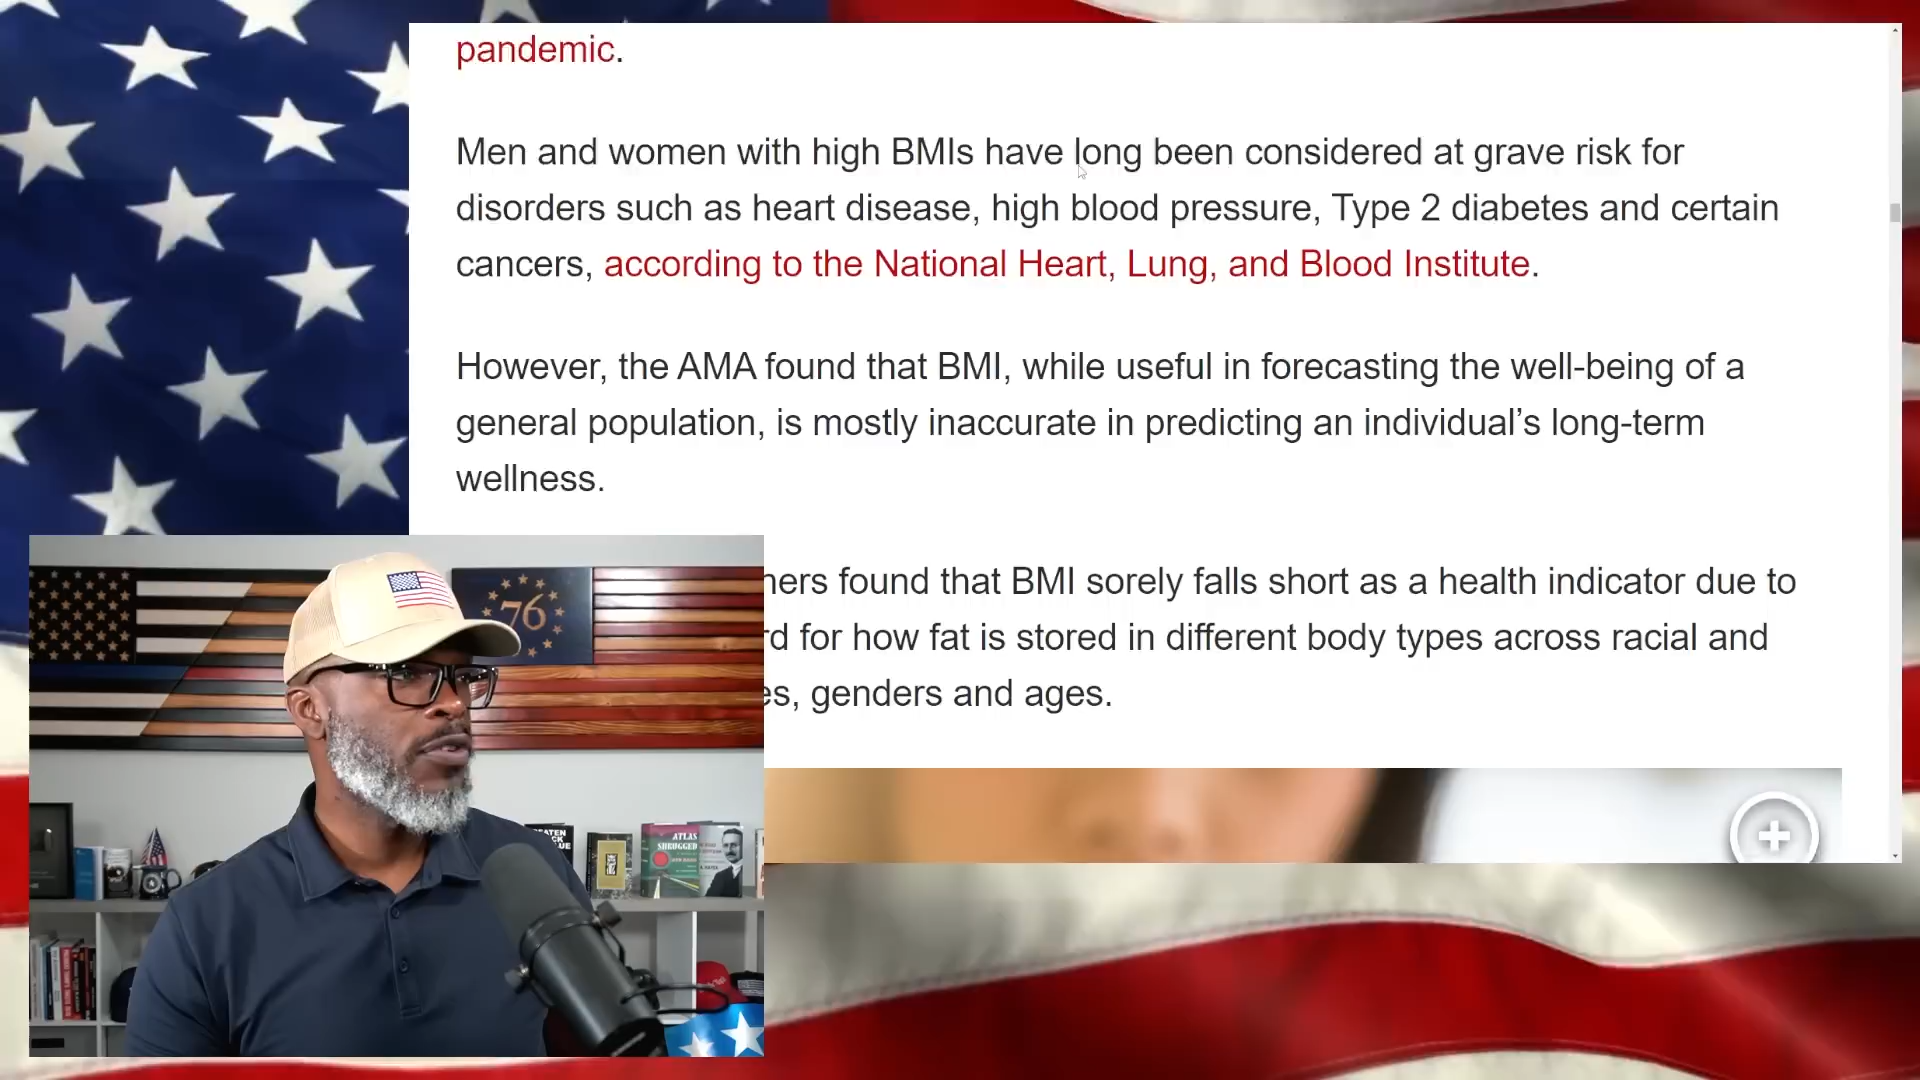 pandemic.
Men and women with high BMIs have long been considered at grave risk for
disorders such as heart disease, high blood pressure, Type 2 diabetes and certain
cancers, according to the National Heart, Lung, and Blood Institute.
However, the AMA found that BMI, while useful in forecasting the well-being of a
general population, is mostly inaccurate in predicting an individual’s long-term
wellness.
found that BMI sorely falls short as a health indicator due to
for how fat is stored in different body types across racial and
genders and ages.
76
ATLAS
SHRUGGED